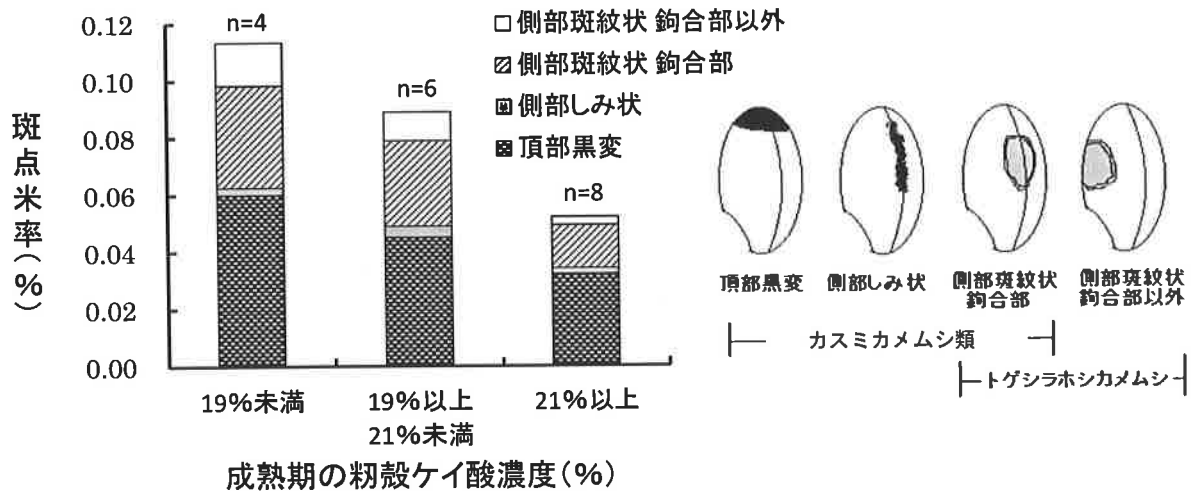 斑点米率(%)
0.12
0.10
0.08
0.06
0.04
0.02
0.00
n=4
n=6
n=8
□側部斑紋状 鉤合部以外
▨側部斑紋状 鉤合部
側部しみ状
頂部黒変
19%未満
19%以上
21%未満
21%以上
成熟期の籾殻ケイ酸濃度(%)
頂部黒変
側部しみ状
側部斑紋状
鉤合部
側部斑紋状
鉤合部以外
カスミカメムシ類
トゲシラホシカメムシ